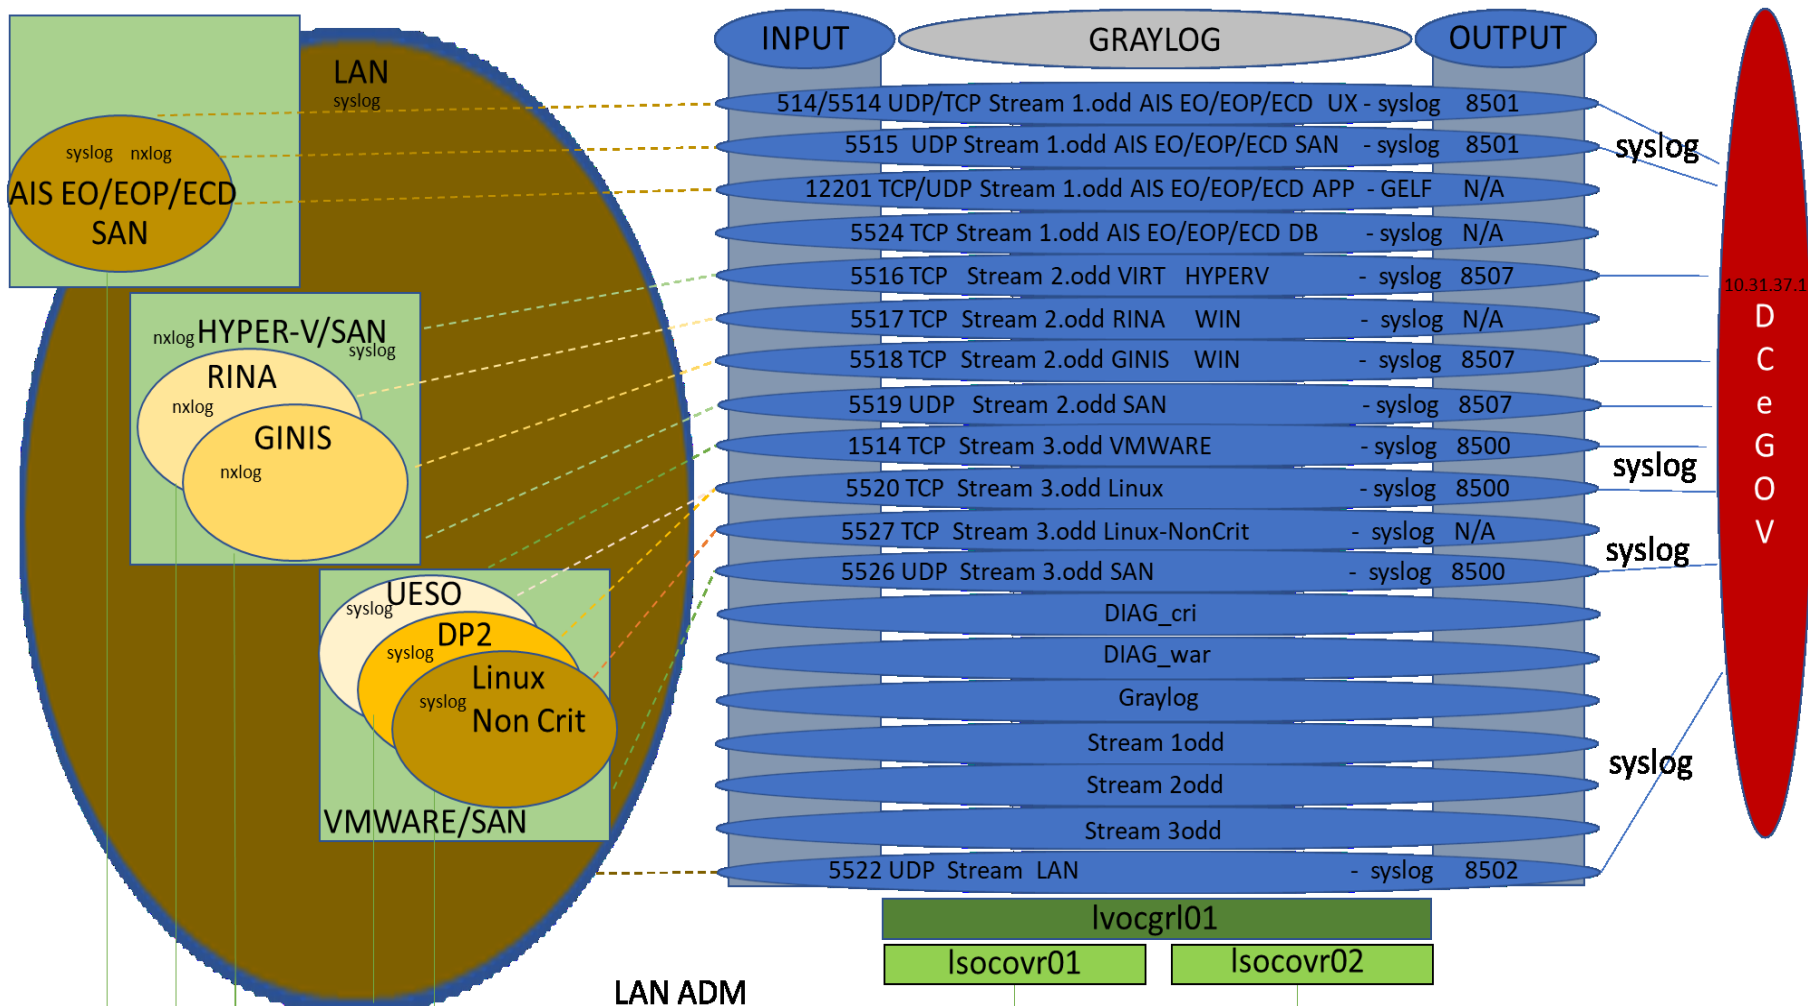 LAN
syslog
syslog nxlog
AIS EO/EOP/ECD
SAN
nxlog HYPER-V/SAN
syslog
RINA
nxlog
GINIS
nxlog
UESO
syslog
DP2
syslog
Linux
syslog
Non Crit
VMWARE/SAN
LAN ADM
INPUT GRAYLOG OUTPUT
514/5514 UDP/TCP Stream 1.odd AIS EO/EOP/ECD UX - syslog 8501
5515 UDP Stream 1.odd AIS EO/EOP/ECD SAN - syslog 8501
12201 TCP/UDP Stream 1.odd AIS EO/EOP/ECD APP - GELF N/A
5524 TCP Stream 1.odd AIS EO/EOP/ECD DB - syslog N/A
5516 TCP Stream 2.odd VIRT HYPERV - syslog 8507
5517 TCP Stream 2.odd RINA WIN - syslog N/A
5518 TCP Stream 2.odd GINIS WIN - syslog 8507
5519 UDP Stream 2.odd SAN - syslog 8507
1514 TCP Stream 3.odd VMWARE - syslog 8500
5520 TCP Stream 3.odd Linux - syslog 8500
5527 TCP Stream 3.odd Linux-NonCrit - syslog N/A
5526 UDP Stream 3.odd SAN - syslog 8500
DIAG_cri
DIAG_war
Graylog
Stream 1odd
Stream 2odd
Stream 3odd
5522 UDP Stream LAN - syslog 8502
lvocgrl01
lsocovr01 lsocovr02
syslog
syslog
syslog
syslog
10.31.37.1
D
C
e
G
O
V